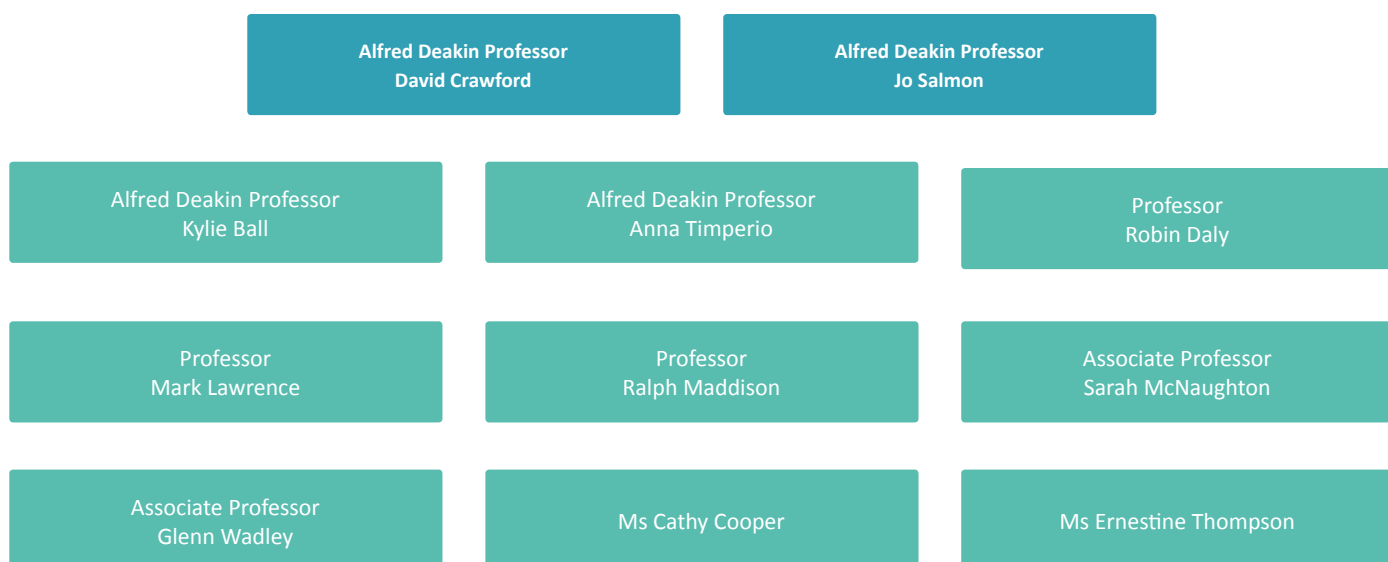 Alfred Deakin Professor
David Crawford
Alfred Deakin Professor
Jo Salmon
Alfred Deakin Professor
Kylie Ball
Alfred Deakin Professor
Anna Timperio
Professor
Robin Daly
Professor
Mark Lawrence
Professor
Ralph Maddison
Associate Professor
Sarah McNaughton
Associate Professor
Glenn Wadley
Ms Cathy Cooper
Ms Ernestine Thompson